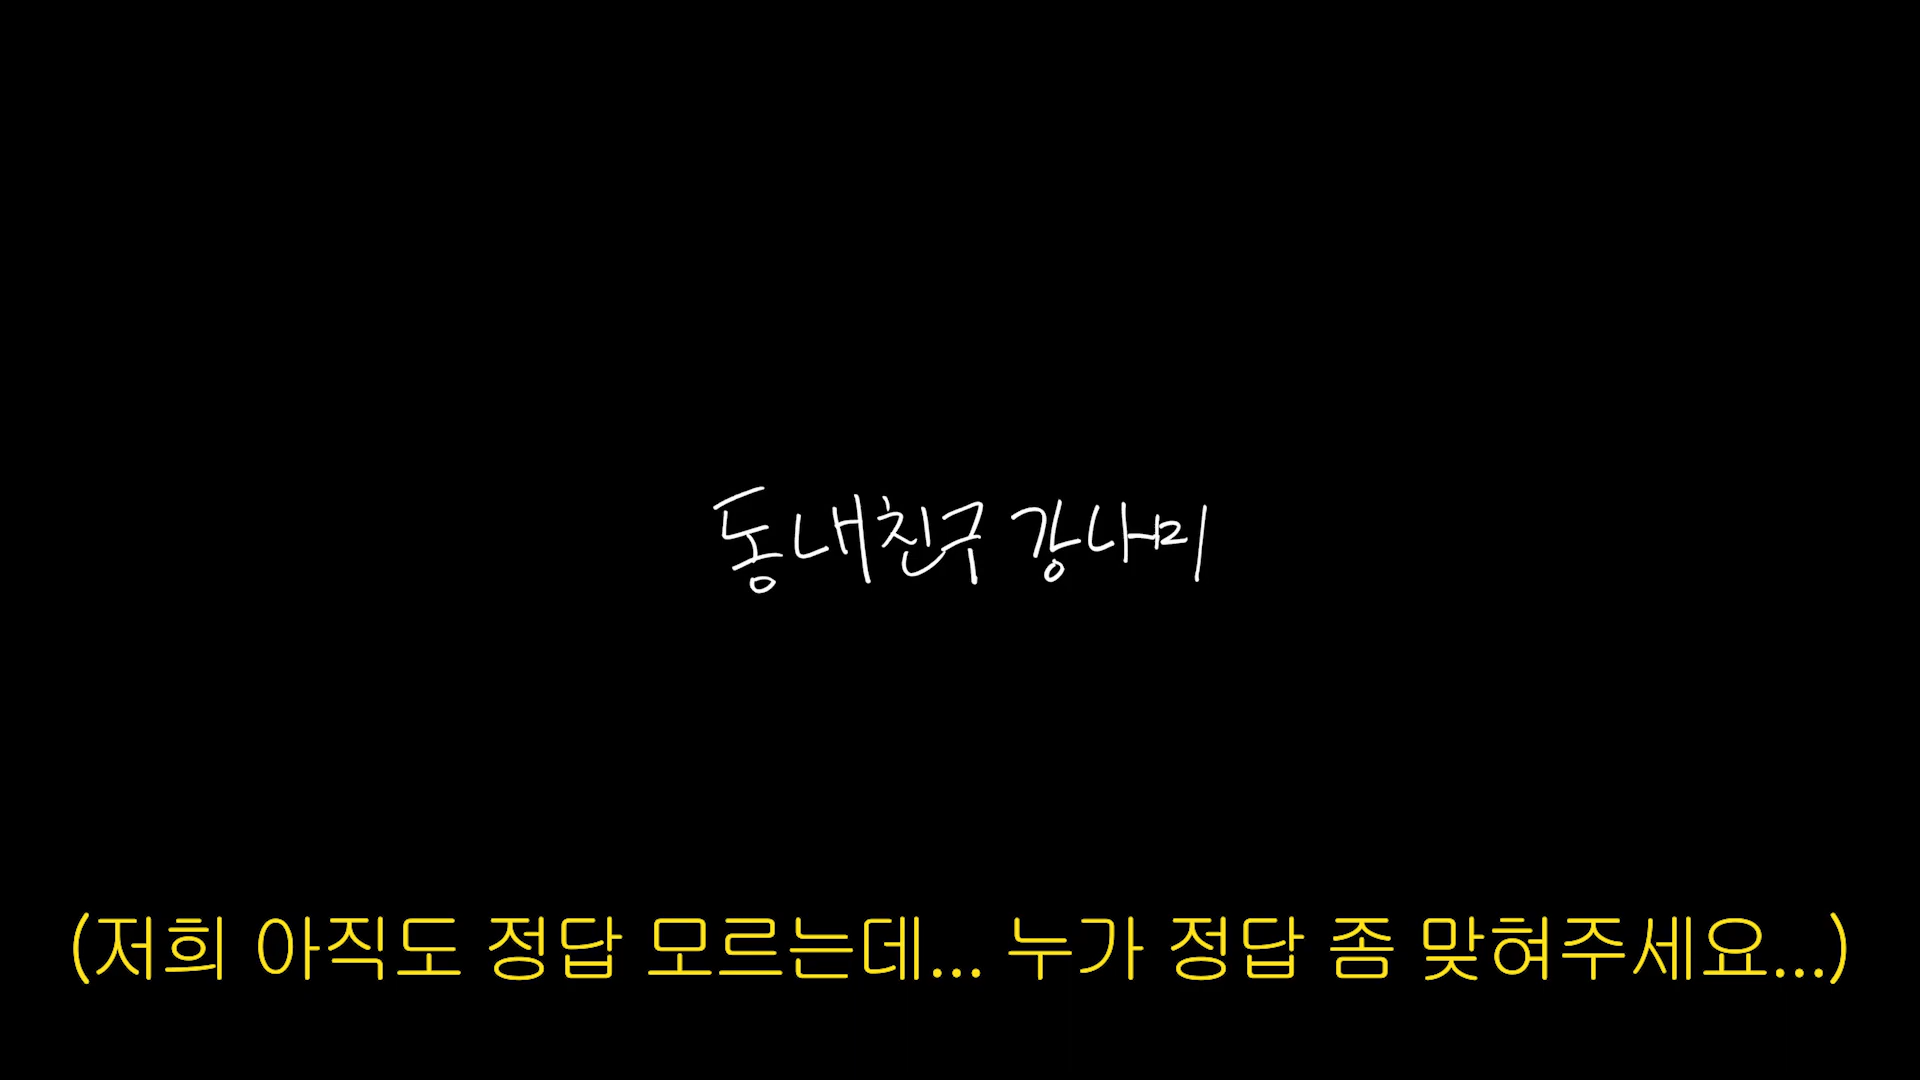 동내친구 강나미
(저희 아직도 정답 모르는데... 누가 정답 좀 맞혀주세요...)